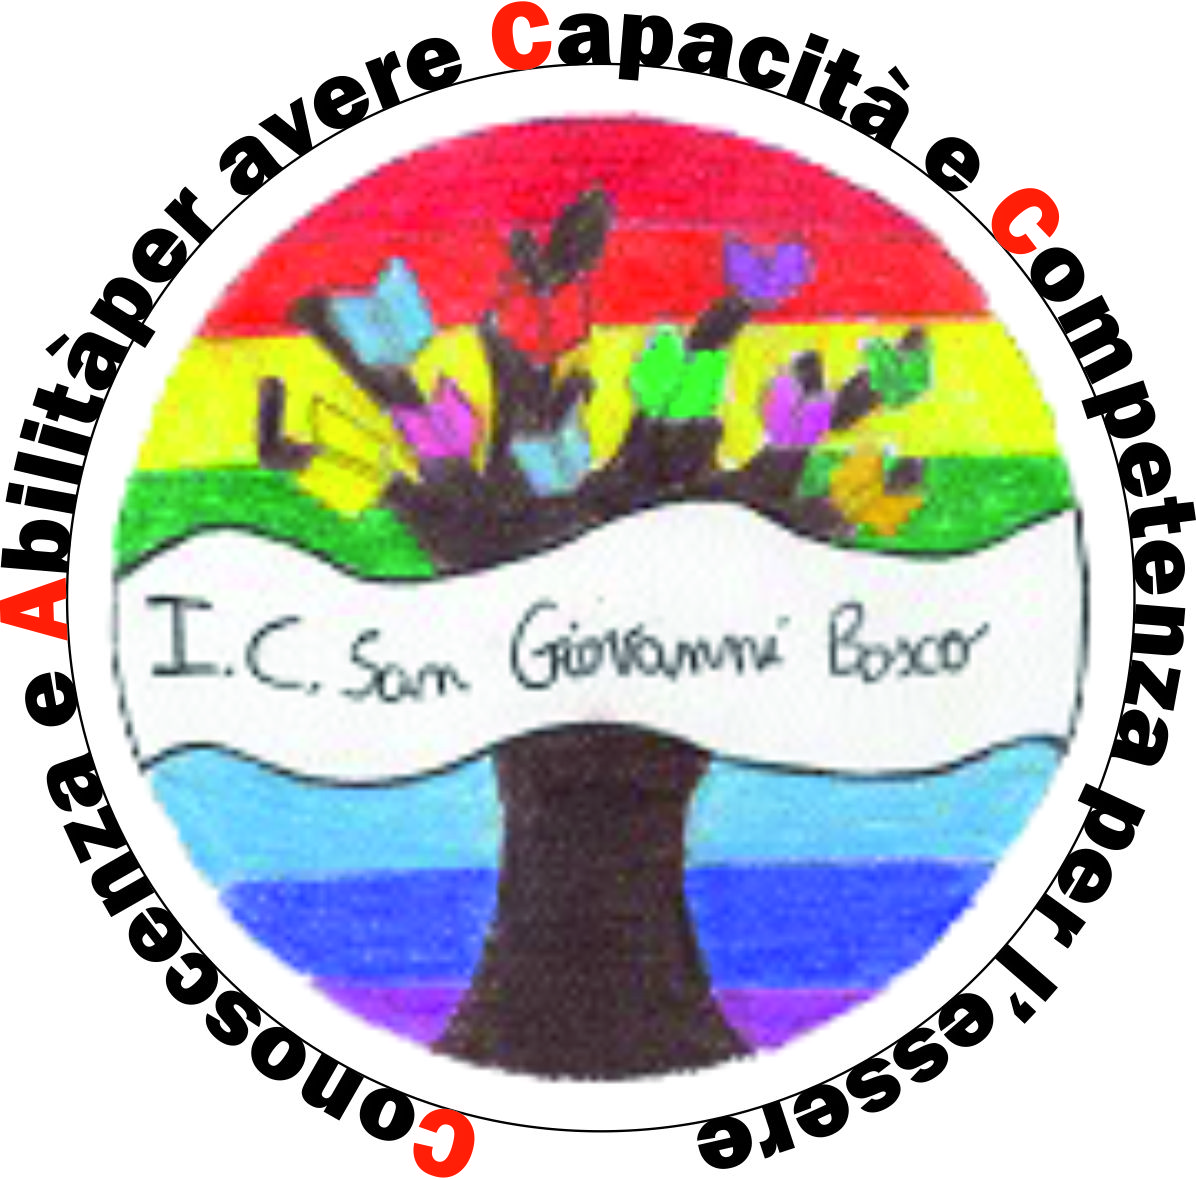 Conoscenza e Abilitàper avere Capacità e Competenza per l'essere
I.C. San Giovanni Bosco